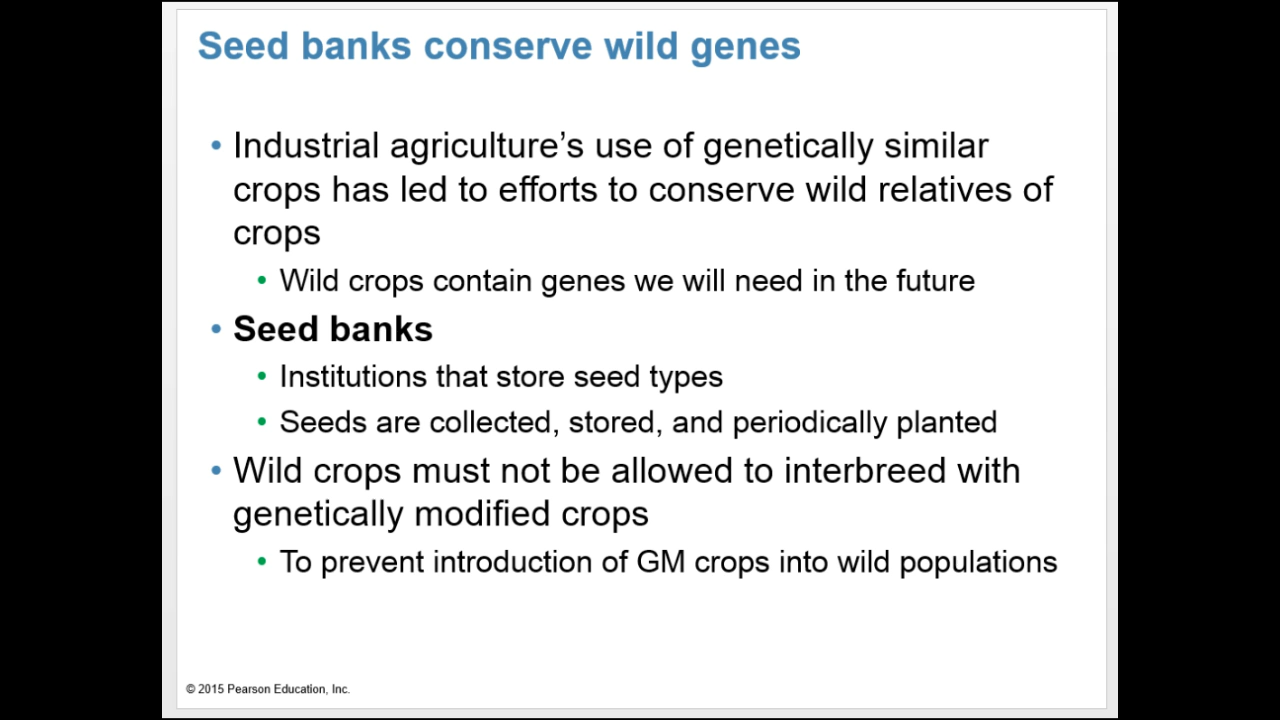 Seed banks conserve wild genes
• Industrial agriculture’s use of genetically similar
crops has led to efforts to conserve wild relatives of
crops
• Wild crops contain genes we will need in the future
• Seed banks
• Institutions that store seed types
• Seeds are collected, stored, and periodically planted
• Wild crops must not be allowed to interbreed with
genetically modified crops
• To prevent introduction of GM crops into wild populations
© 2015 Pearson Education, Inc.